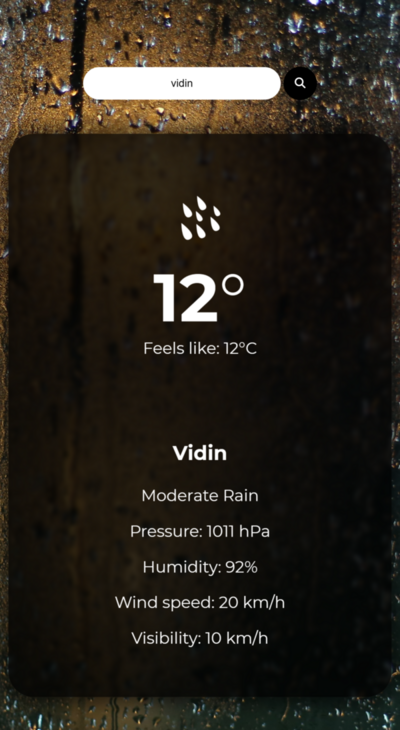 vidin
12°
Feels like: 12°C
Vidin
Moderate Rain
Pressure: 1011 hPa
Humidity: 92%
Wind speed: 20 km/h
Visibility: 10 km/h